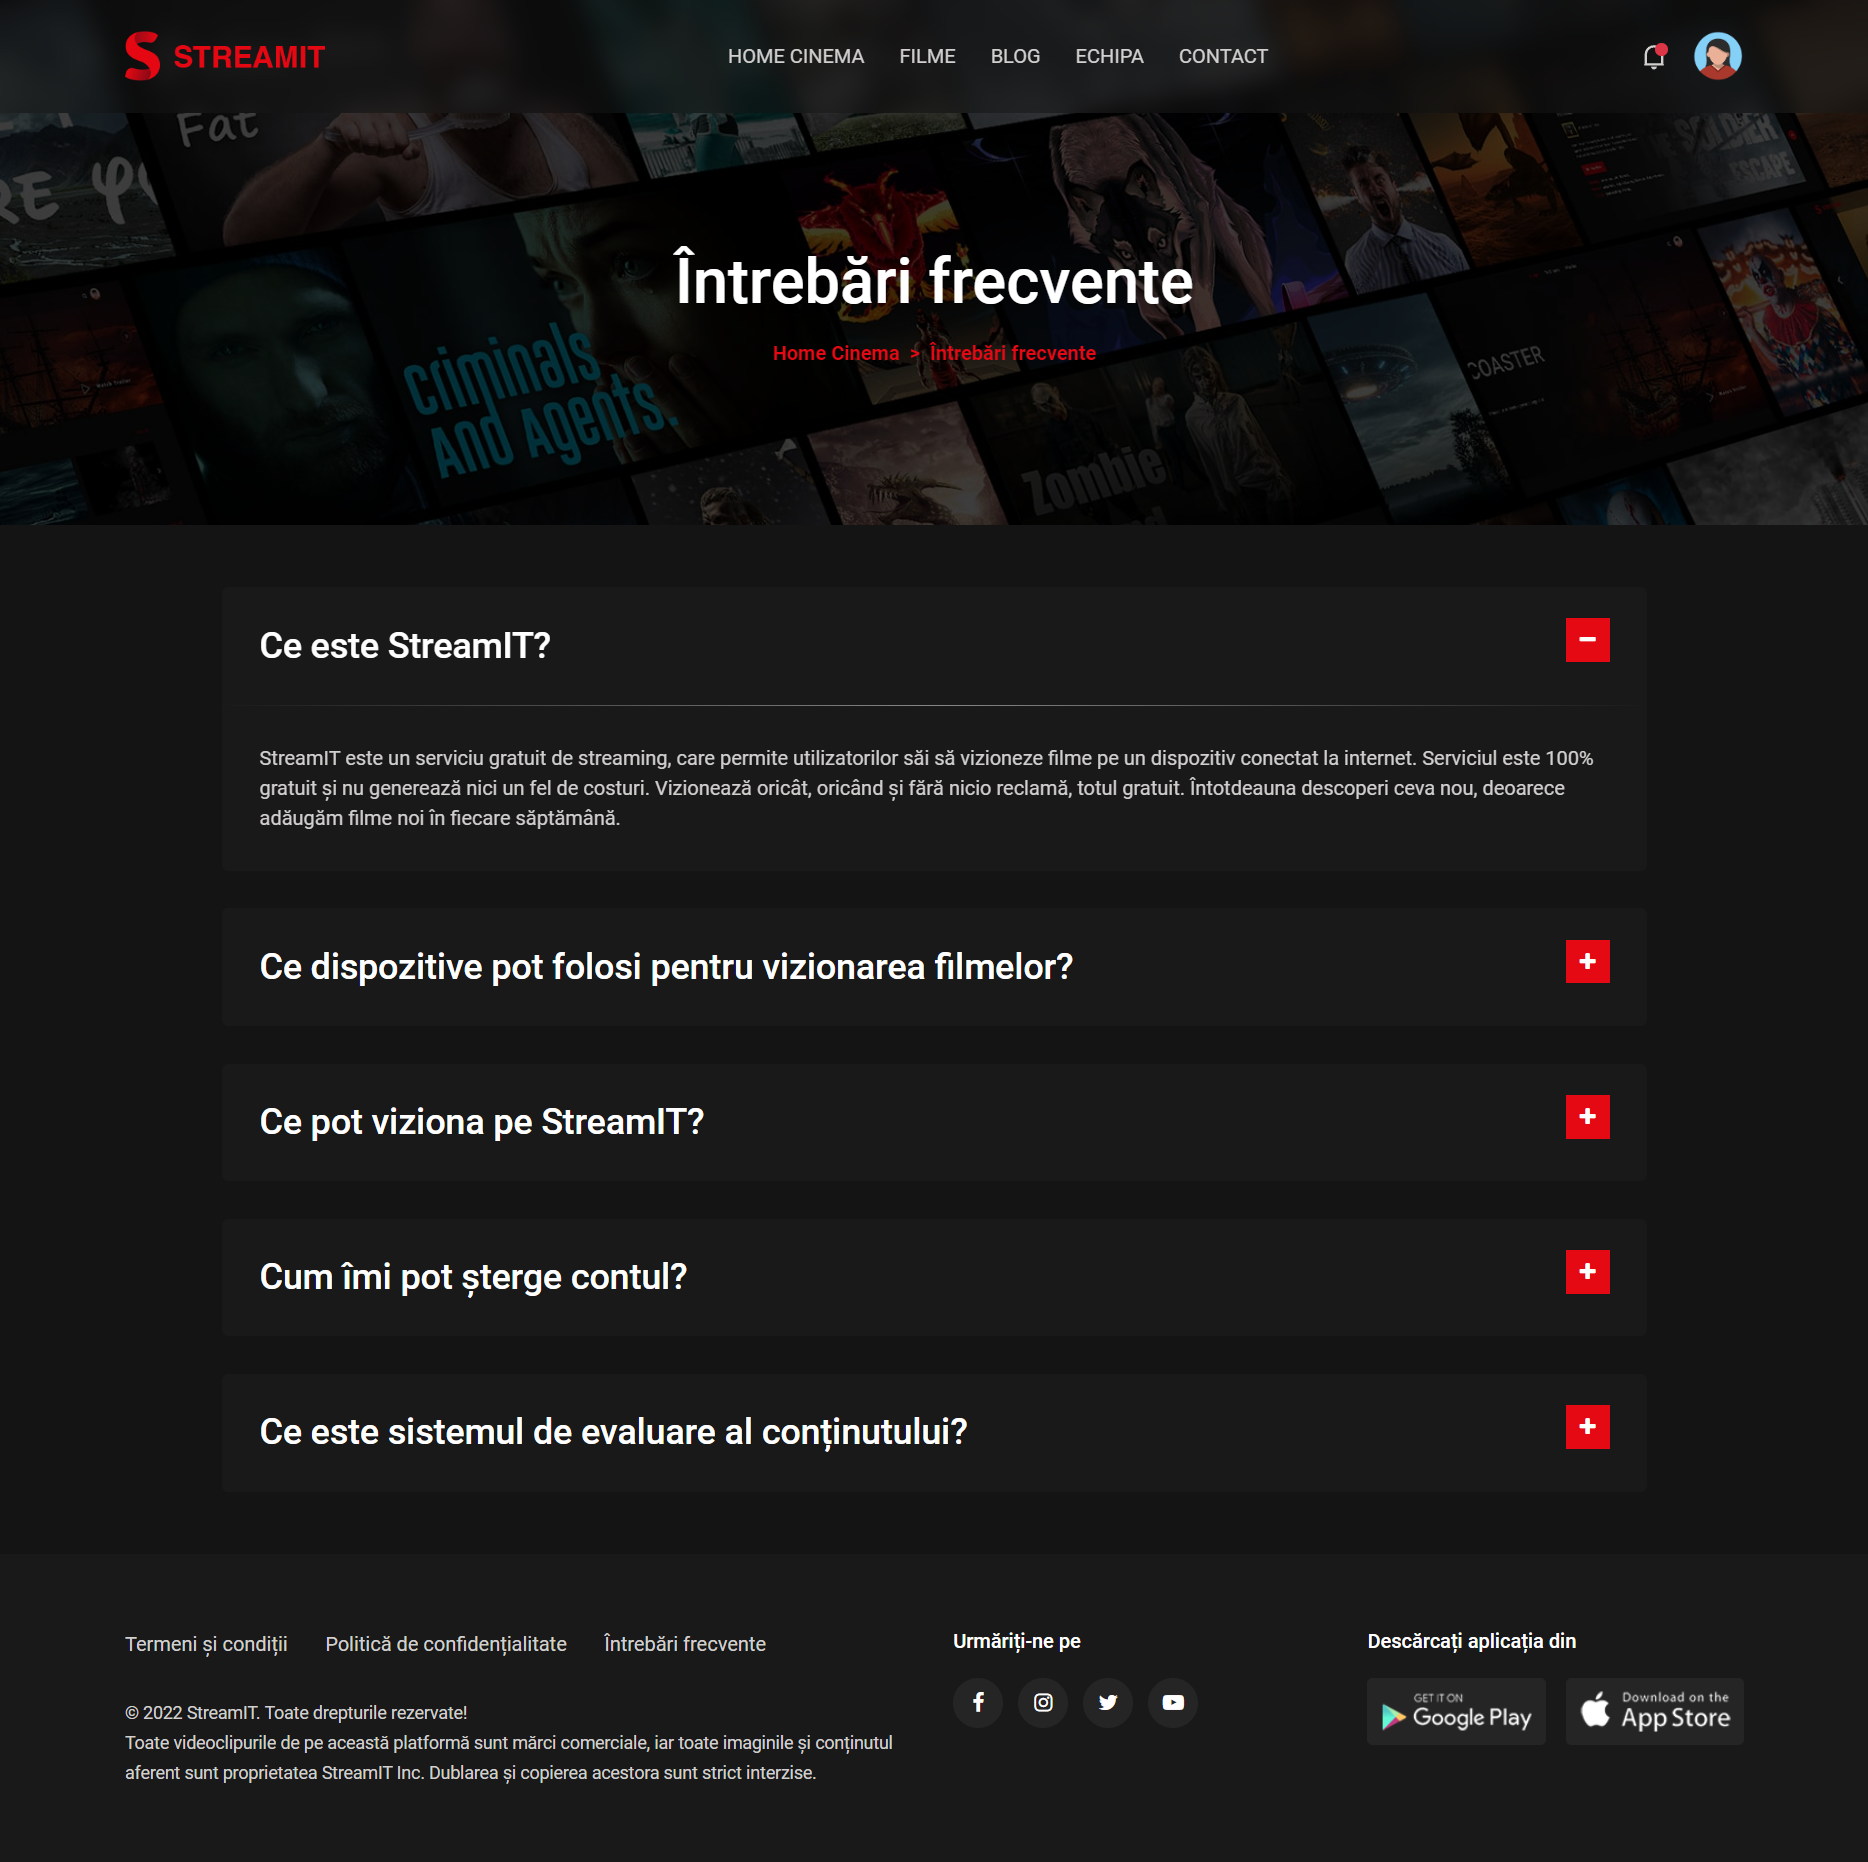 STREAMIT
HOME CINEMA
FILME
BLOG
ECHIPA
CONTACT
Fat
RE
COASTER
ESCAPE
Întrebări frecvente
Home Cinema > Întrebări frecvente
Criminals
And Agents.
Zombie
Ce este StreamIT?
StreamIT este un serviciu gratuit de streaming, care permite utilizatorilor săi să vizioneze filme pe un dispozitiv conectat la internet. Serviciul este 100%
gratuit și nu generează nici un fel de costuri. Vizionează oricât, oricând și fără nicio reclamă, totul gratuit. Întotdeauna descoperi ceva nou, deoarece
adăugăm filme noi în fiecare săptămână.
Ce dispozitive pot folosi pentru vizionarea filmelor?
Ce pot viziona pe StreamIT?
Cum îmi pot șterge contul?
Ce este sistemul de evaluare al conținutului?
Termeni și condiții
Politică de confidențialitate
Întrebări frecvente
© 2022 StreamIT. Toate drepturile rezervate!
Toate videoclipurile de pe această platformă sunt mărci comerciale, iar toate imaginile și conținutul
aferent sunt proprietatea StreamIT Inc. Dublarea și copierea acestora sunt strict interzise.
Urmăriți-ne pe
Descărcați aplicația din
GET IT ON
Google Play
Download on the
App Store